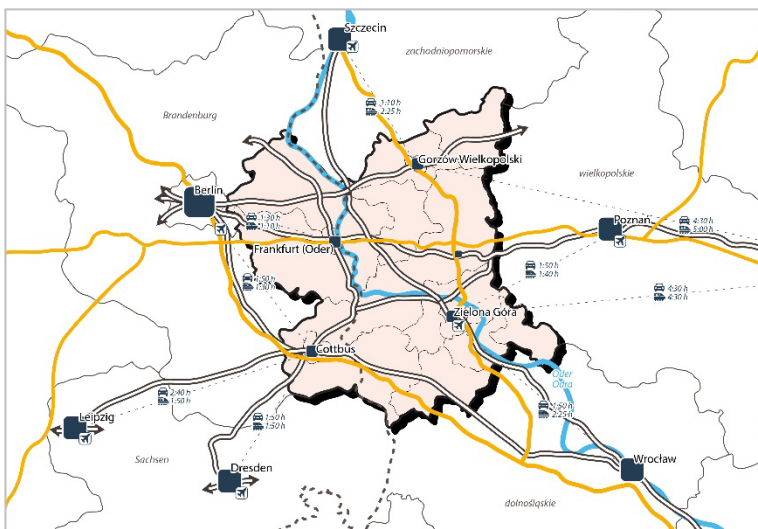 Szczecin
zachodniopomorskie
1:10 h
2:25 h
Brandenburg
Gorzów Wielkopolski
wielkopolskie
Berlin
1:30 h
1:10 h
Poznań
4:30 h
5:00 h
Frankfurt (Oder)
1:50 h
1:40 h
1:50 h
1:30 h
4:30 h
4:30 h
Zielona Góra
Cottbus
Oder
Odra
2:40 h
1:50 h
1:50 h
2:25 h
Leipzig
1:50 h
1:50 h
Sachsen
Dresden
Wrocław
dolnośląskie